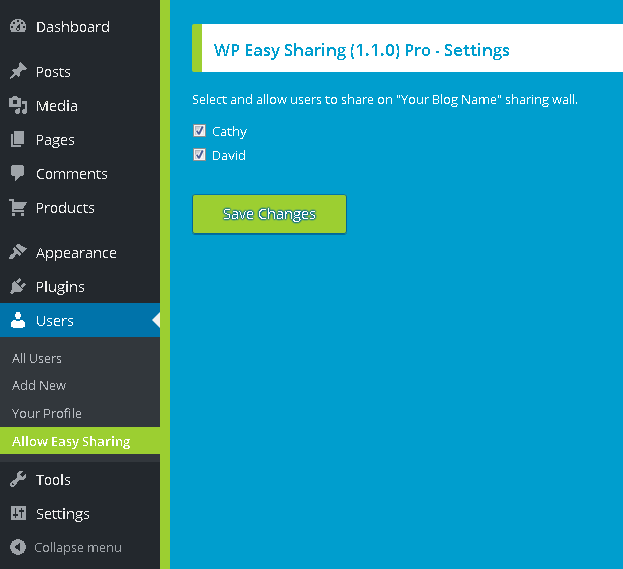 Dashboard
Posts
Media
Pages
Comments
Products
Appearance
Plugins
Users
All Users
Add New
Your Profile
Allow Easy Sharing
Tools
Settings
Collapse menu
WP Easy Sharing (1.1.0) Pro - Settings
Select and allow users to share on "Your Blog Name" sharing wall.
Cathy
David
Save Changes